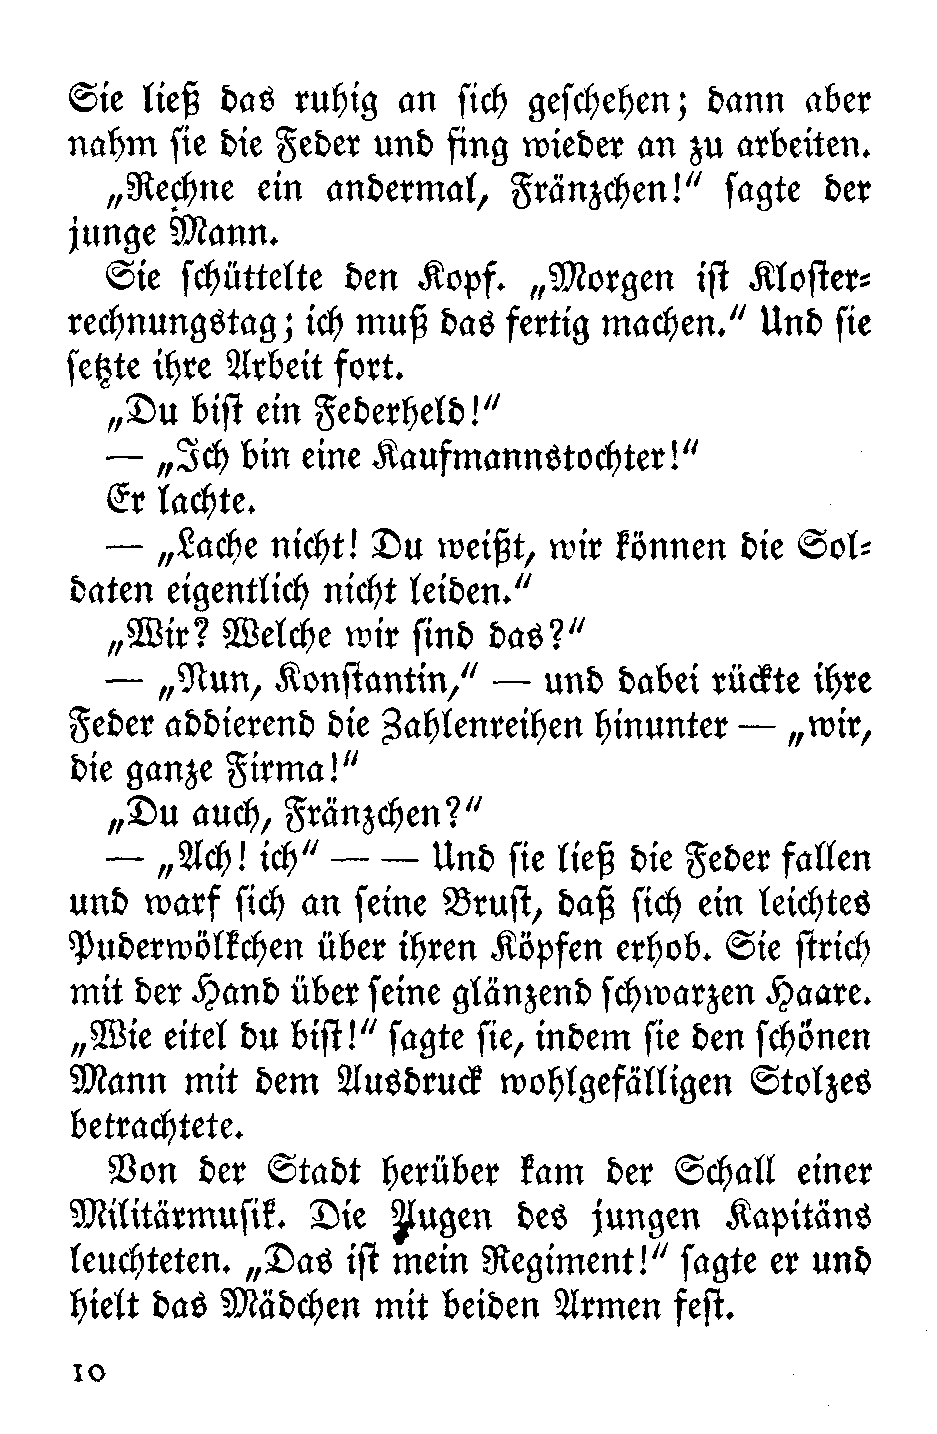 Sie ließ das ruhig an sich geschehen; dann aber
nahm sie die Feder und fing wieder an zu arbeiten.
„Rechne ein andermal, Fränzchen!“ sagte der
junge Mann.
Sie schüttelte den Kopf. „Morgen ist Kloster-
rechnungstag; ich muß das fertig machen.“ Und sie
setzte ihre Arbeit fort.
„Du bist ein Federheld!“
— „Ich bin eine Kaufmannstochter!“
Er lachte.
— „Lache nicht! Du weißt, wir können die Sol-
daten eigentlich nicht leiden.“
„Wir? Welche wir sind das?“
— „Nun, Konstantin,“ — und dabei rückte ihre
Feder addierend die Zahlenreihen hinunter — „wir,
die ganze Firma!“
„Du auch, Fränzchen?“
— „Ach! ich“ — — Und sie ließ die Feder fallen
und warf sich an seine Brust, daß sich ein leichtes
Puderwölkchen über ihren Köpfen erhob. Sie strich
mit der Hand über seine glänzend schwarzen Haare.
„Wie eitel du bist!“ sagte sie, indem sie den schönen
Mann mit dem Ausdruck wohlgefälligen Stolzes
betrachtete.
Von der Stadt herüber kam der Schall einer
Militärmusik. Die Augen des jungen Kapitäns
leuchteten. „Das ist mein Regiment!“ sagte er und
hielt das Mädchen mit beiden Armen fest.
10